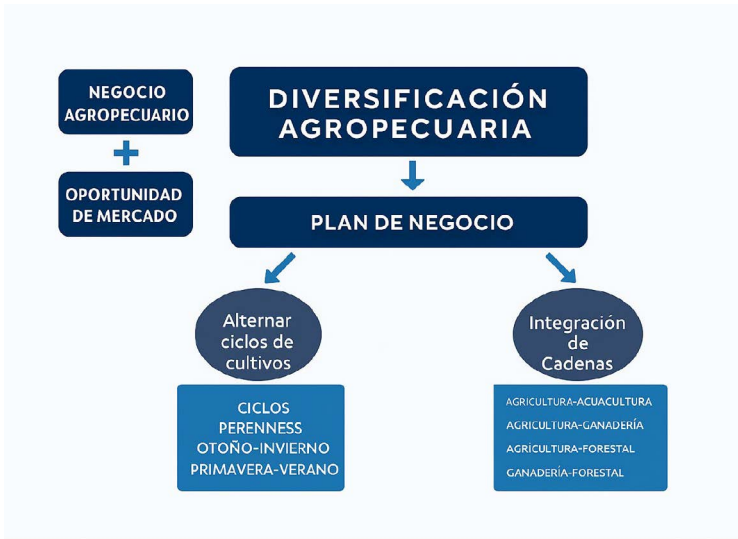 NEGOCIO
AGROPECUARIO
+
OPORTUNIDAD
DE MERCADO
DIVERSIFICACIÓN
AGROPECUARIA
PLAN DE NEGOCIO
Alternar
ciclos de
cultivos
CICLOS
PERENNESS
OTOÑO-INVIERNO
PRIMAVERA-VERANO
Integración
de
Cadenas
AGRICULTURA-ACUACULTURA
AGRICULTURA-GANADERÍA
AGRICULTURA-FORESTAL
GANADERÍA-FORESTAL